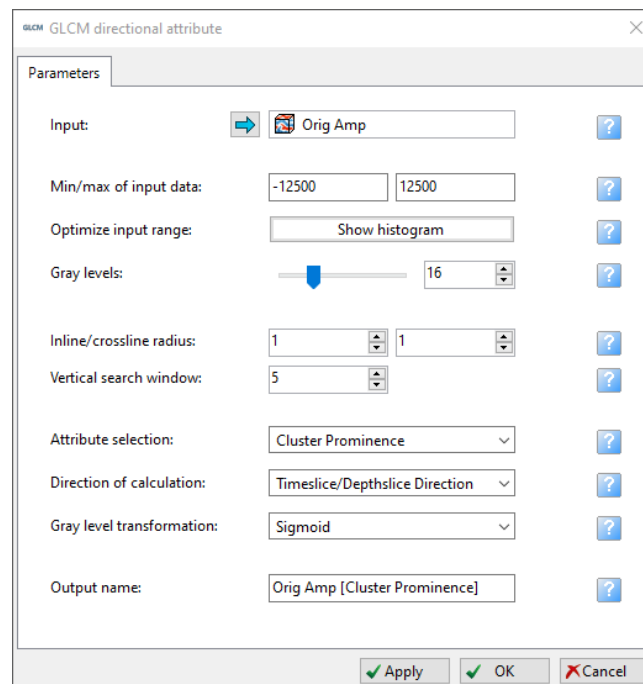 GLCM GLCM directional attribute
Parameters
Input: Orig Amp ?
Min/max of input data: -12500 12500 ?
Optimize input range: Show histogram ?
Gray levels: 16 ?
Inline/crossline radius: 1 1 ?
Vertical search window: 5 ?
Attribute selection: Cluster Prominence ?
Direction of calculation: Timeslice/Depthslice Direction ?
Gray level transformation: Sigmoid ?
Output name: Orig Amp [Cluster Prominence] ?
Apply OK Cancel